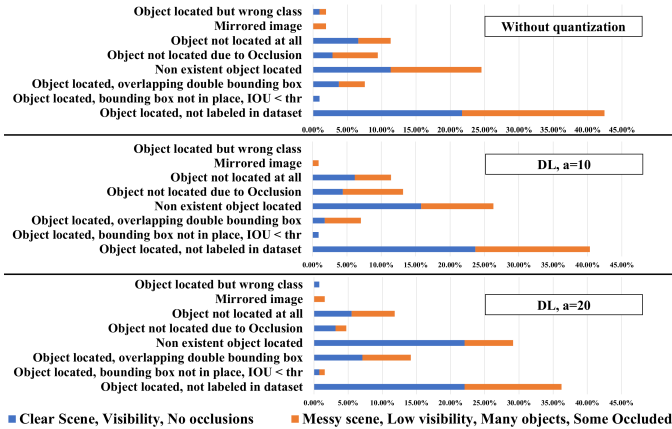 Object located but wrong class
Mirrored image
Without quantization
Object not located at all
Object not located due to Occlusion
Non existent object located
Object located, overlapping double bounding box
Object located, bounding box not in place, IOU < thr
Object located, not labeled in dataset
0.00% 5.00% 10.00% 15.00% 20.00% 25.00% 30.00% 35.00% 40.00% 45.00%
Object located but wrong class
Mirrored image
DL, a=10
Object not located at all
Object not located due to Occlusion
Non existent object located
Object located, overlapping double bounding box
Object located, bounding box not in place, IOU < thr
Object located, not labeled in dataset
0.00% 5.00% 10.00% 15.00% 20.00% 25.00% 30.00% 35.00% 40.00% 45.00%
Object located but wrong class
Mirrored image
DL, a=20
Object not located at all
Object not located due to Occlusion
Non existent object located
Object located, overlapping double bounding box
Object located, bounding box not in place, IOU < thr
Object located, not labeled in dataset
0.00% 5.00% 10.00% 15.00% 20.00% 25.00% 30.00% 35.00% 40.00% 45.00%
Clear Scene, Visibility, No occlusions Messy scene, Low visibility, Many objects, Some Occluded